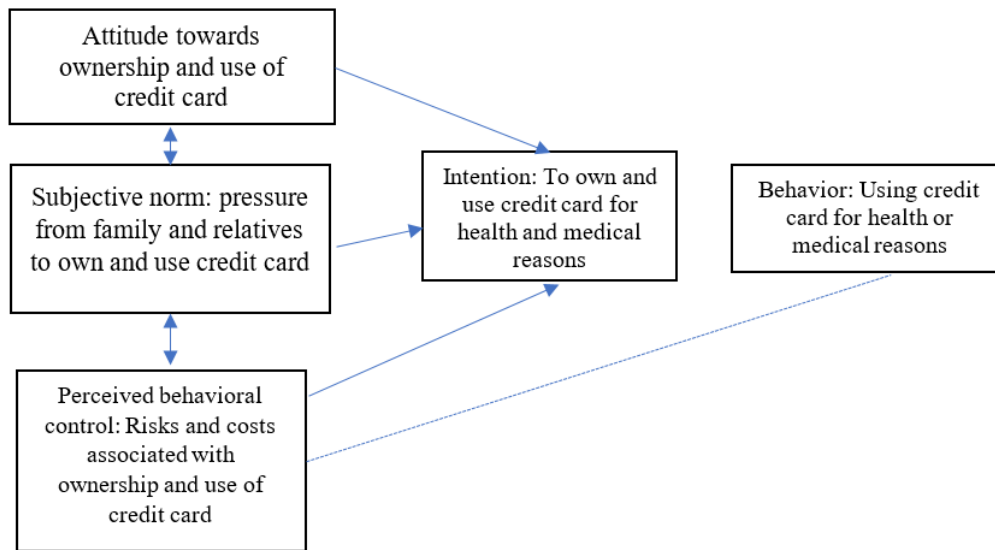 Attitude towards
ownership and use of
credit card
Subjective norm: pressure
from family and relatives
to own and use credit card
Perceived behavioral
control: Risks and costs
associated with
ownership and use of
credit card
Intention: To own and
use credit card for
health and medical
reasons
Behavior: Using credit
card for health or
medical reasons